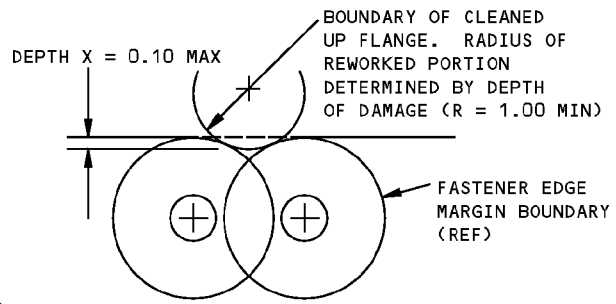 BOUNDARY OF CLEANED
UP FLANGE. RADIUS OF
REWORKED PORTION
DETERMINED BY DEPTH
OF DAMAGE (R = 1.00 MIN)
DEPTH X = 0.10 MAX
FASTENER EDGE
MARGIN BOUNDARY
(REF)